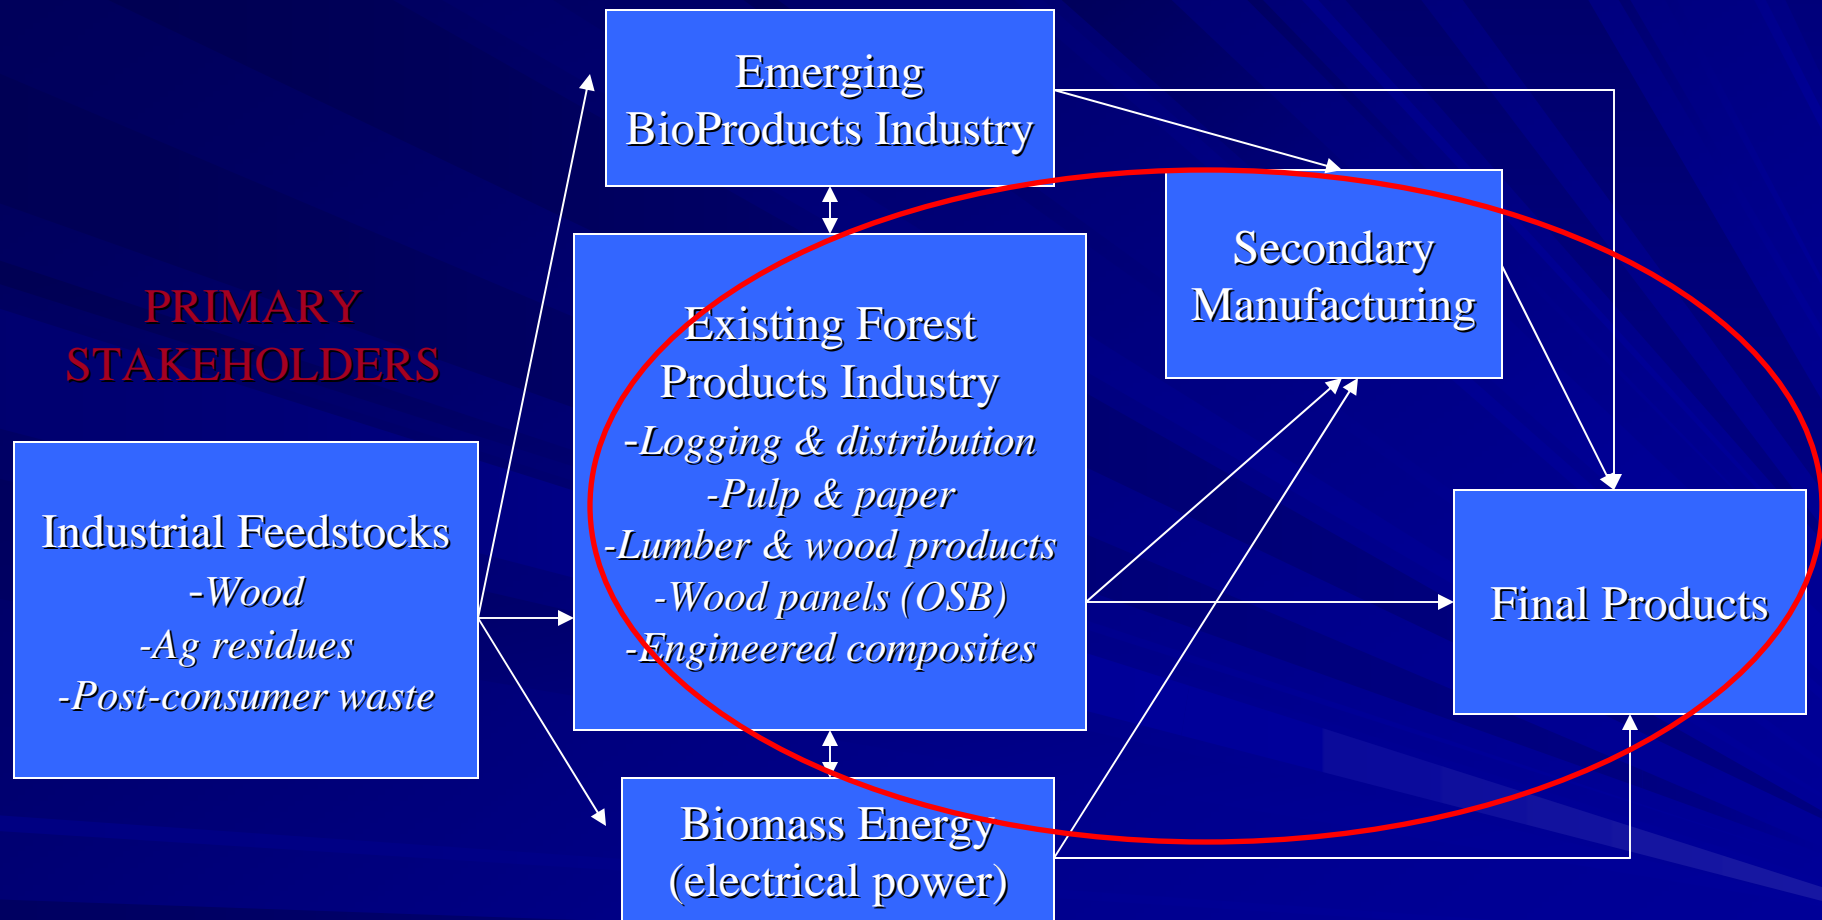 Emerging
BioProducts Industry
PRIMARY
STAKEHOLDERS
Industrial Feedstocks
-Wood
-Ag residues
-Post-consumer waste
Existing Forest
Products Industry
-Logging & distribution
-Pulp & paper
-Lumber & wood products
-Wood panels (OSB)
-Engineered composites
Biomass Energy
(electrical power)
Secondary
Manufacturing
Final Products